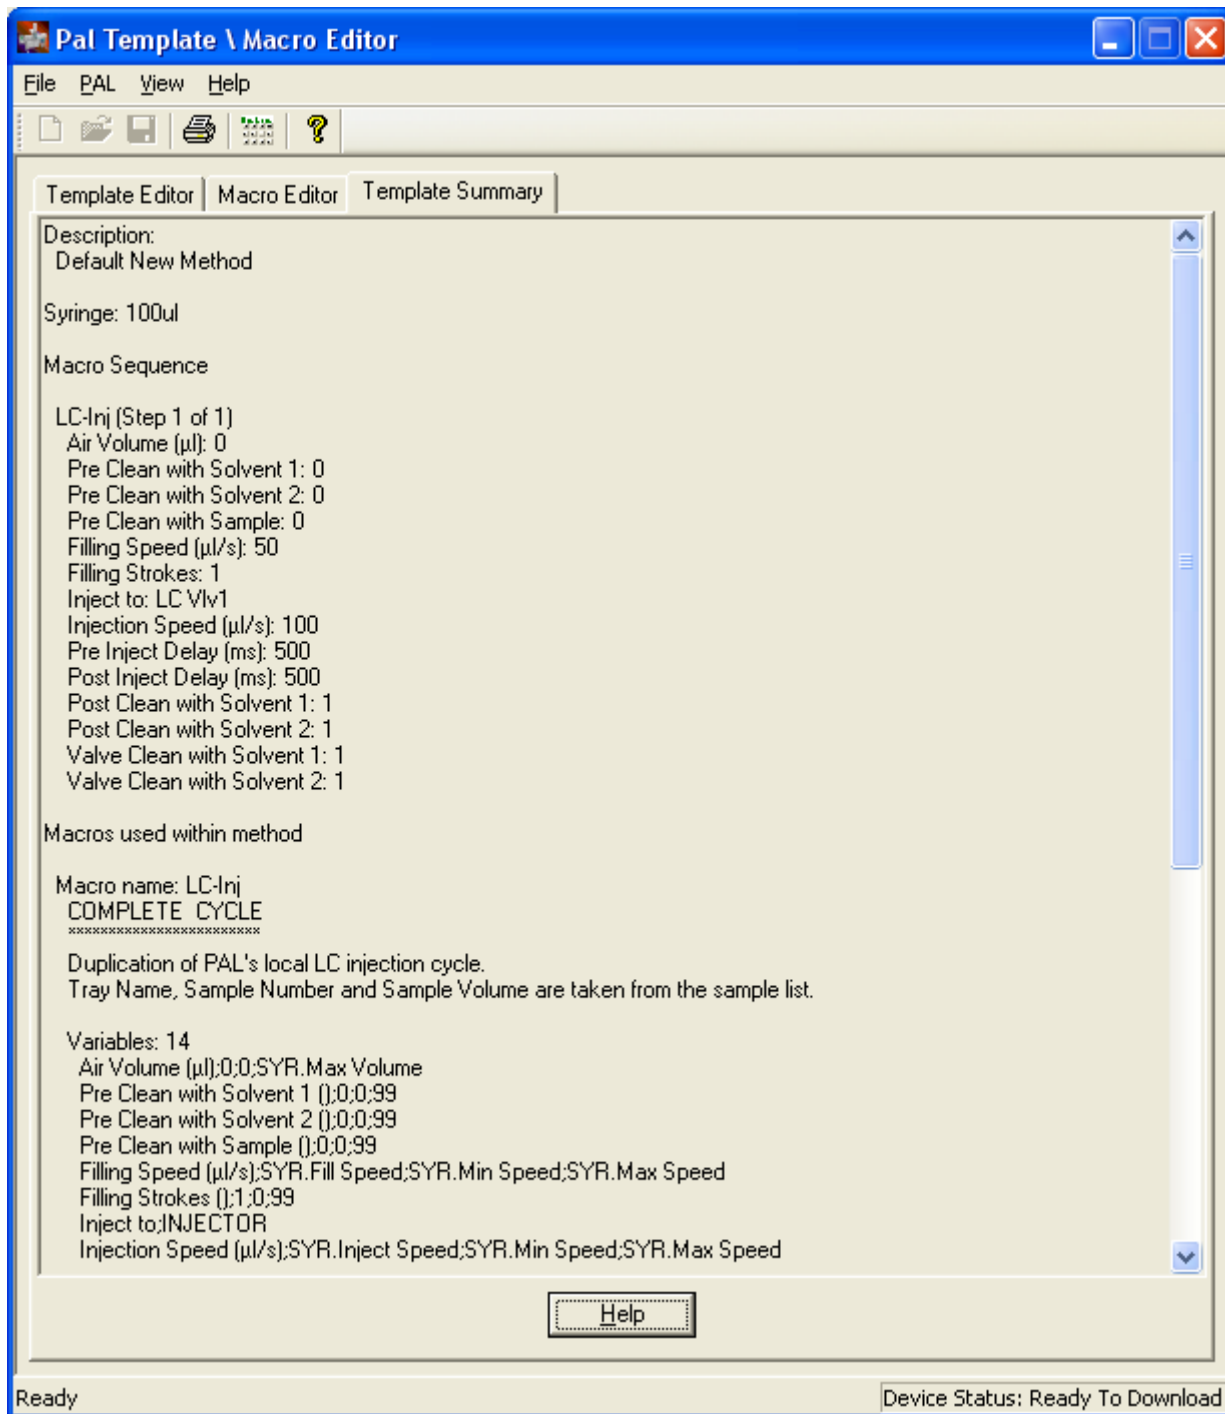 Pal Template \ Macro Editor
File PAL View Help
Template Editor Macro Editor Template Summary
Description:
Default New Method
Syringe: 100ul
Macro Sequence
LC-Inj (Step 1 of 1)
Air Volume (µl): 0
Pre Clean with Solvent 1: 0
Pre Clean with Solvent 2: 0
Pre Clean with Sample: 0
Filling Speed (µl/s): 50
Filling Strokes: 1
Inject to: LC Vlv1
Injection Speed (µl/s): 100
Pre Inject Delay (ms): 500
Post Inject Delay (ms): 500
Post Clean with Solvent 1: 1
Post Clean with Solvent 2: 1
Valve Clean with Solvent 1: 1
Valve Clean with Solvent 2: 1
Macros used within method
Macro name: LC-Inj
COMPLETE CYCLE
************************
Duplication of PAL's local LC injection cycle.
Tray Name, Sample Number and Sample Volume are taken from the sample list.
Variables: 14
Air Volume (µl);0;0;SYR.Max Volume
Pre Clean with Solvent 1 ();0;0;99
Pre Clean with Solvent 2 ();0;0;99
Pre Clean with Sample ();0;0;99
Filling Speed (µl/s);SYR.Fill Speed;SYR.Min Speed;SYR.Max Speed
Filling Strokes ();1;0;99
Inject to;INJECTOR
Injection Speed (µl/s);SYR.Inject Speed;SYR.Min Speed;SYR.Max Speed
Help
Ready Device Status: Ready To Download